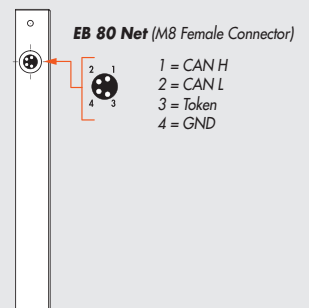 EB 80 Net (M8 Female Connector)
2 1
4 3
1 = CAN H
2 = CAN L
3 = Token
4 = GND